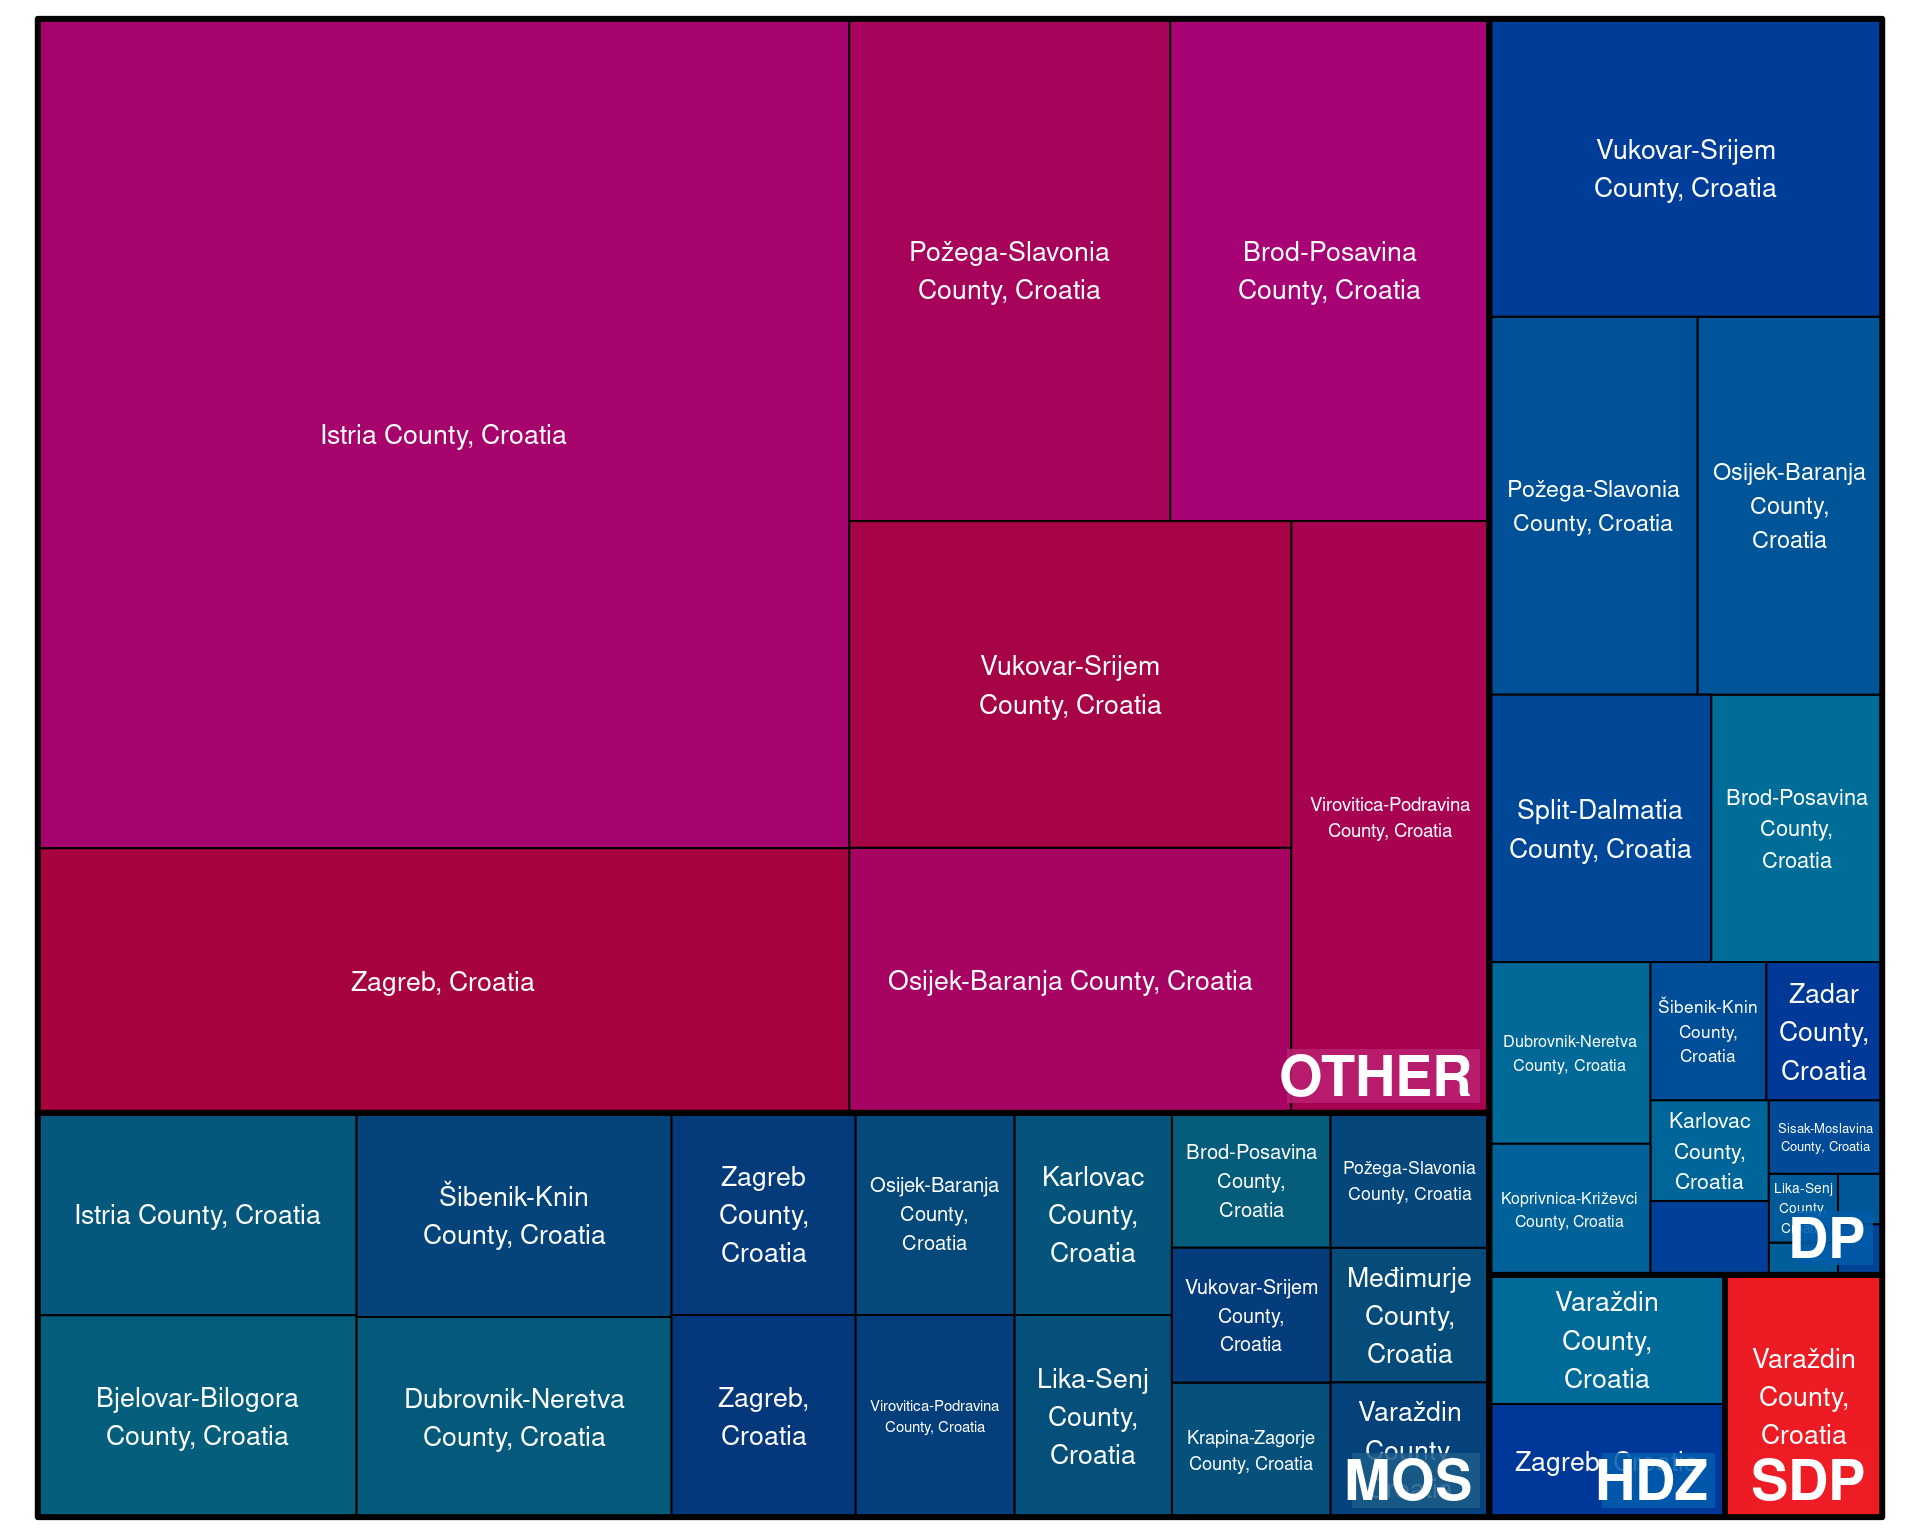 Istria County, Croatia
Požega-Slavonia
County, Croatia
Brod-Posavina
County, Croatia
Vukovar-Srijem
County, Croatia
Virovitica-Podravina
County, Croatia
Zagreb, Croatia
Osijek-Baranja County, Croatia
OTHER
Vukovar-Srijem
County, Croatia
Požega-Slavonia
County, Croatia
Osijek-Baranja
County,
Croatia
Split-Dalmatia
County, Croatia
Brod-Posavina
County,
Croatia
Dubrovnik-Neretva
County, Croatia
Šibenik-Knin
County,
Croatia
Zadar
County,
Croatia
Koprivnica-Križevci
County, Croatia
Karlovac
County,
Croatia
Sisak-Moslavina
County, Croatia
Lika-Senj
County,
DP
Istria County, Croatia
Šibenik-Knin
County, Croatia
Zagreb
County,
Croatia
Osijek-Baranja
County,
Croatia
Karlovac
County,
Croatia
Brod-Posavina
County,
Croatia
Požega-Slavonia
County, Croatia
Bjelovar-Bilogora
County, Croatia
Dubrovnik-Neretva
County, Croatia
Zagreb,
Croatia
Virovitica-Podravina
County, Croatia
Lika-Senj
County,
Croatia
Vukovar-Srijem
County,
Croatia
Međimurje
County,
Croatia
Krapina-Zagorje
County, Croatia
Varaždin
County,
MOS
Varaždin
County,
Croatia
Zagreb, Croatia
HDZ
Varaždin
County,
Croatia
SDP